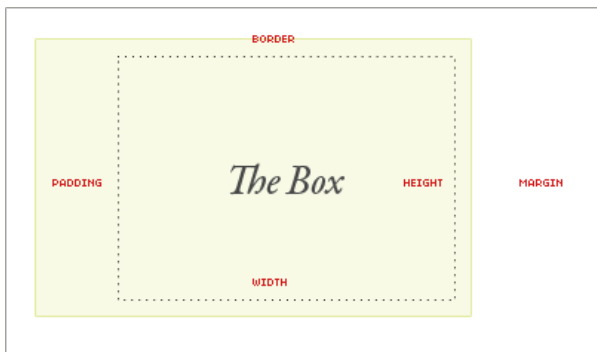 BORDER
PADDING
The Box
HEIGHT
MARGIN
WIDTH